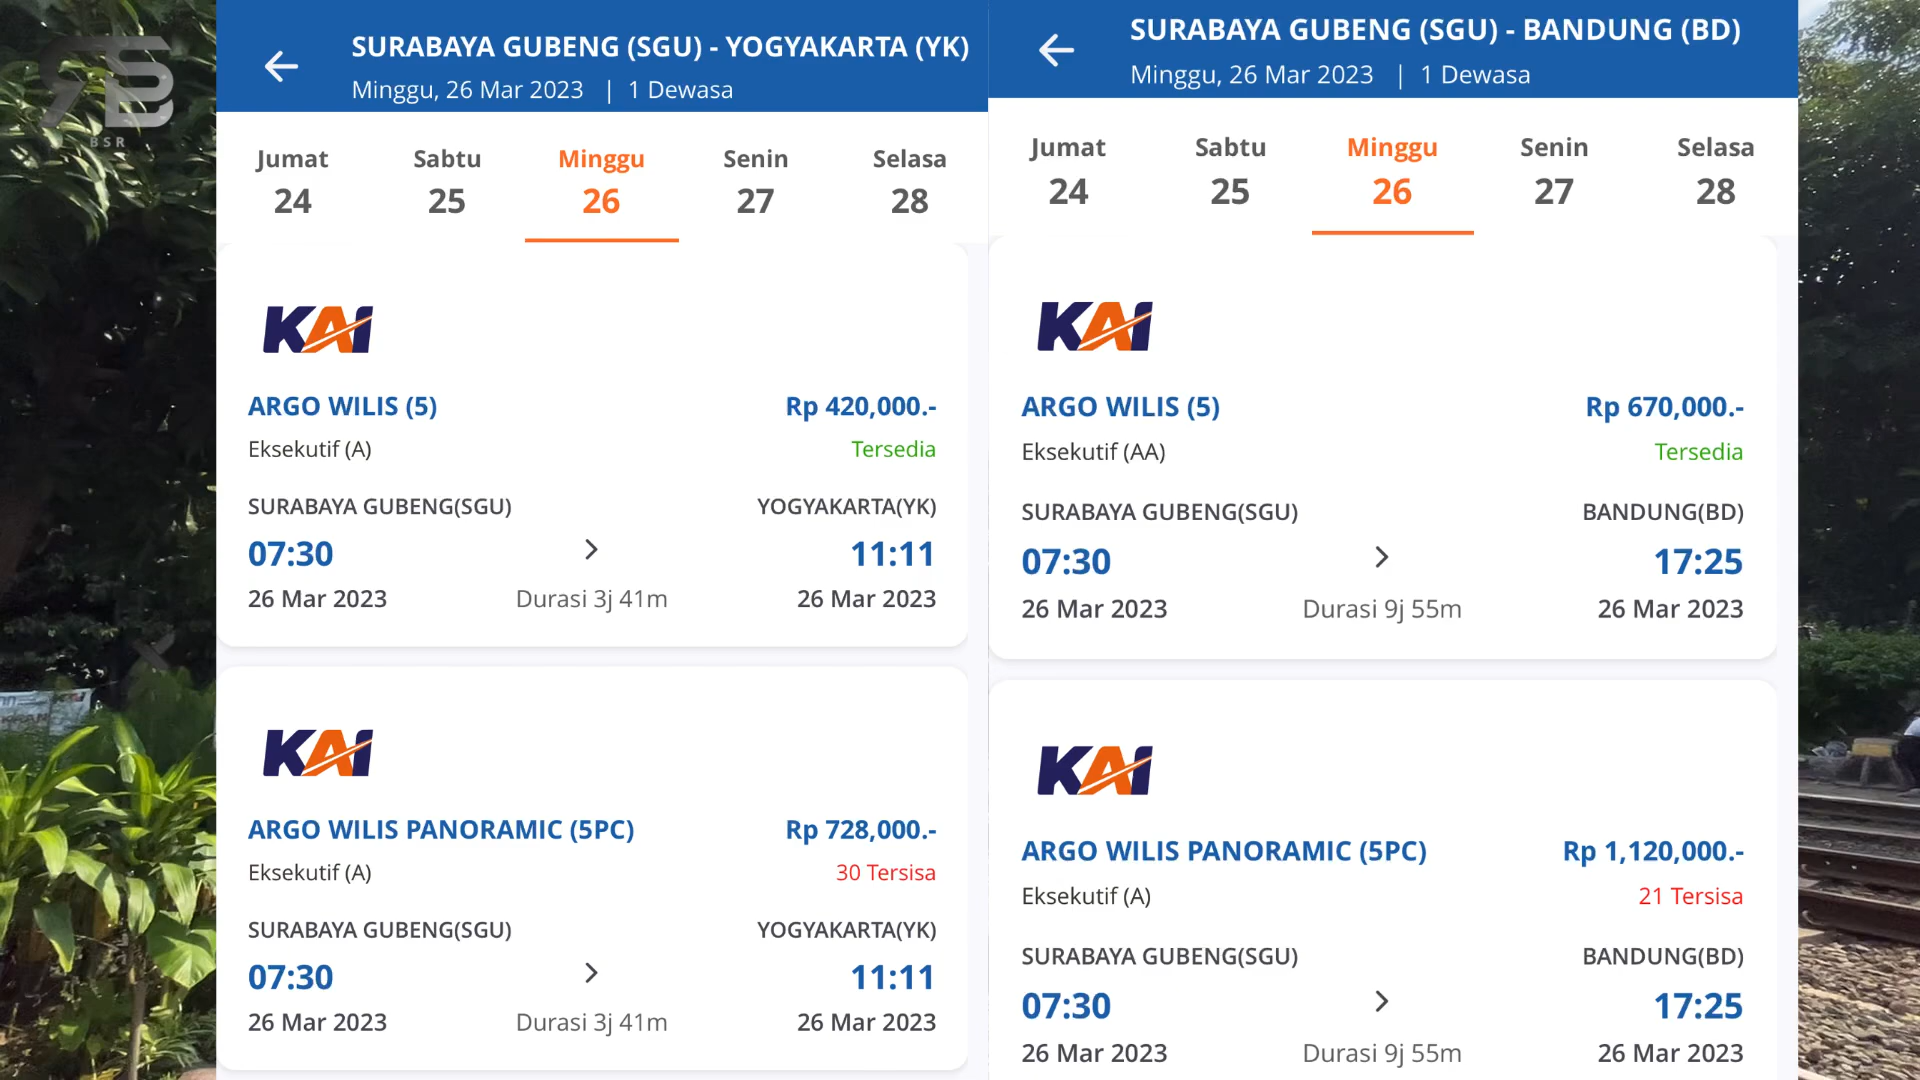 BSR
SURABAYA GUBENG (SGU) - YOGYAKARTA (YK)
Minggu, 26 Mar 2023 | 1 Dewasa
Jumat Sabtu Minggu Senin Selasa
24 25 26 27 28
KAI
ARGO WILIS (5) Rp 420,000.-
Eksekutif (A) Tersedia
SURABAYA GUBENG(SGU) YOGYAKARTA(YK)
07:30 > 11:11
26 Mar 2023 Durasi 3j 41m 26 Mar 2023
KAI
ARGO WILIS PANORAMIC (5PC) Rp 728,000.-
Eksekutif (A) 30 Tersisa
SURABAYA GUBENG(SGU) YOGYAKARTA(YK)
07:30 > 11:11
26 Mar 2023 Durasi 3j 41m 26 Mar 2023
SURABAYA GUBENG (SGU) - BANDUNG (BD)
Minggu, 26 Mar 2023 | 1 Dewasa
Jumat Sabtu Minggu Senin Selasa
24 25 26 27 28
KAI
ARGO WILIS (5) Rp 670,000.-
Eksekutif (AA) Tersedia
SURABAYA GUBENG(SGU) BANDUNG(BD)
07:30 > 17:25
26 Mar 2023 Durasi 9j 55m 26 Mar 2023
KAI
ARGO WILIS PANORAMIC (5PC) Rp 1,120,000.-
Eksekutif (A) 21 Tersisa
SURABAYA GUBENG(SGU) BANDUNG(BD)
07:30 > 17:25
26 Mar 2023 Durasi 9j 55m 26 Mar 2023